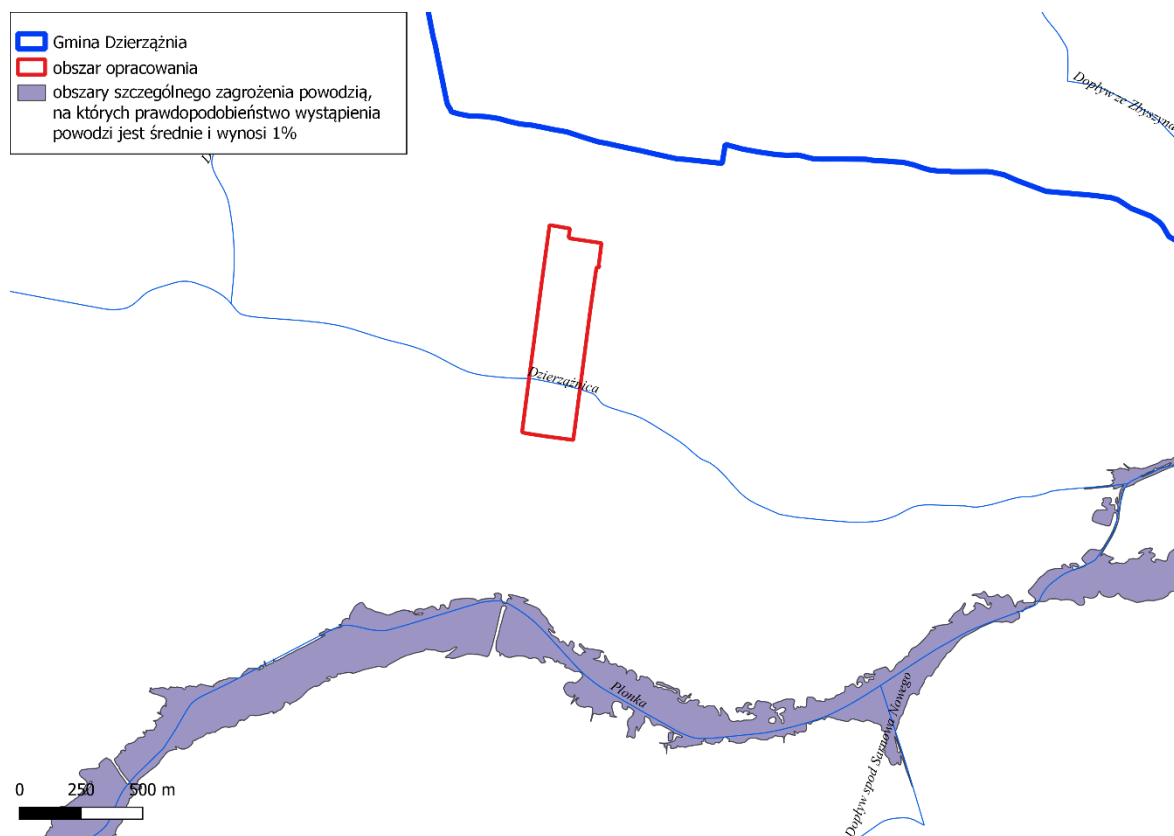 Gmina Dzierzążnia
obszar opracowania
obszary szczególnego zagrożenia powodzią,
na których prawdopodobieństwo wystąpienia
powodzi jest średnie i wynosi 1%
Dopływ ze Zbyszyna
Dzierzążnica
Płonka
Dopływ spod Sarnowa Nowego
0 250 500 m